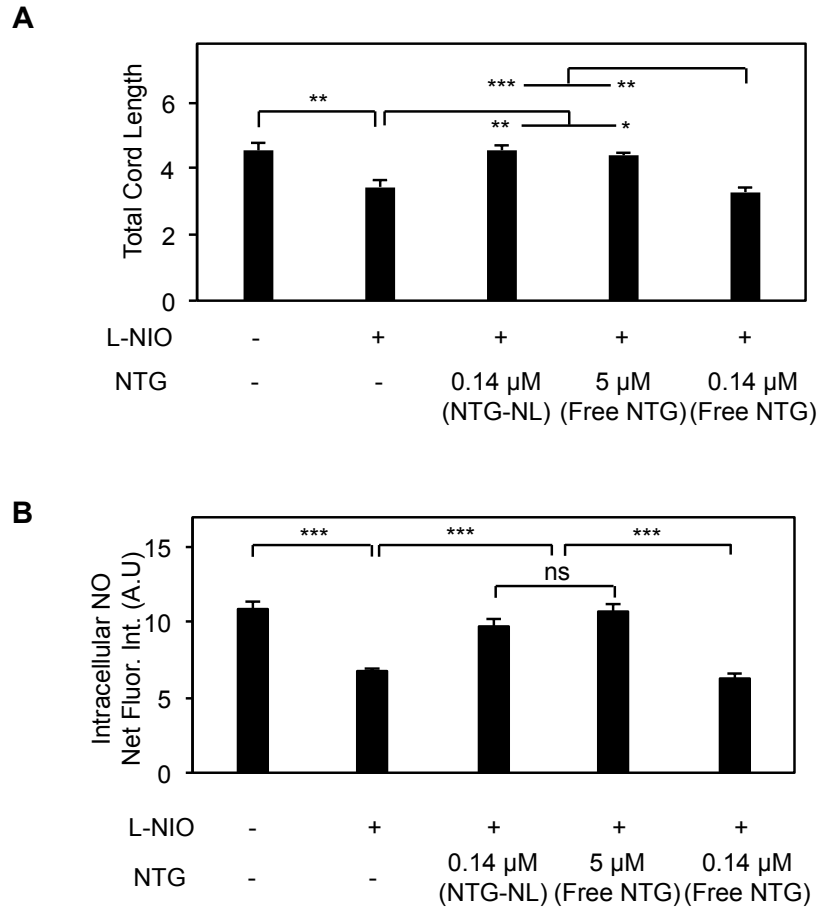 A
Total Cord Length
6
4
2
0
** *** **
** *
L-NIO - + + + +
NTG - - 0.14 µM 5 µM 0.14 µM
(NTG-NL) (Free NTG) (Free NTG)
B
Intracellular NO
Net Fluor. Int. (A.U)
15
10
5
0
*** *** ***
ns
L-NIO - + + + +
NTG - - 0.14 µM 5 µM 0.14 µM
(NTG-NL) (Free NTG) (Free NTG)